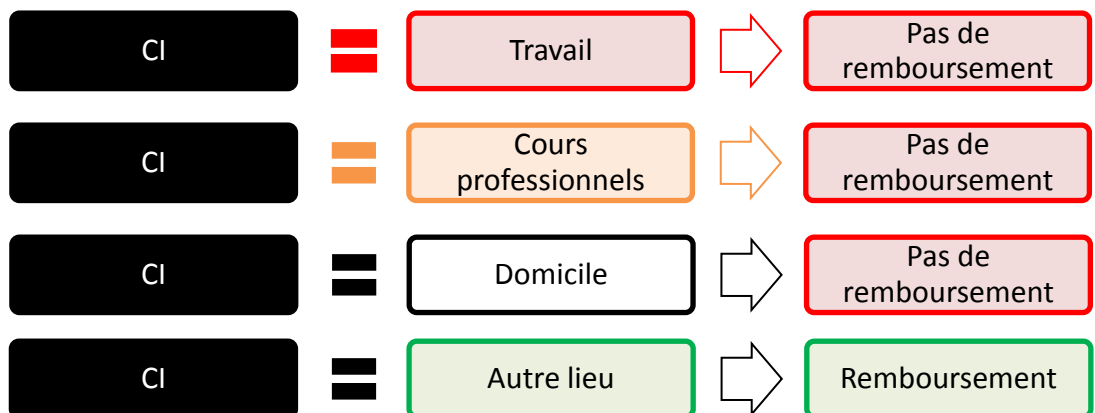 CI
Travail
Pas de
remboursement
CI
Cours
professionnels
Pas de
remboursement
CI
Domicile
Pas de
remboursement
CI
Autre lieu
Remboursement